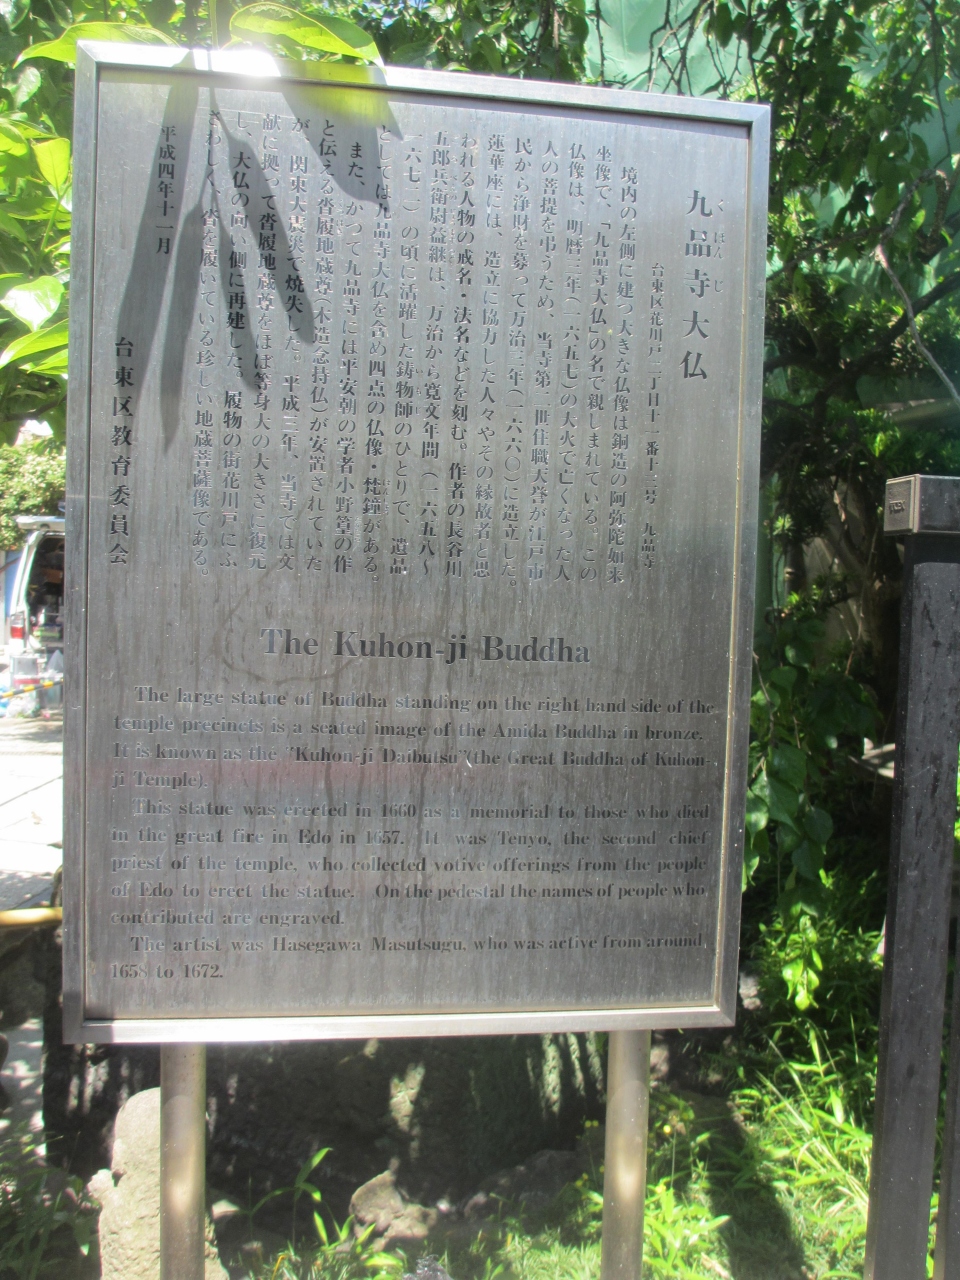 九品寺大仏
くほんじ
台東区花川戸二丁目十一番十三号 九品寺
境内の左側に建つ大きな仏像は銅造の阿弥陀如来
坐像で、「九品寺大仏」の名で親しまれている。この
仏像は、明暦三年(一六五七)の大火で亡くなった人
人の菩提を弔うため、当寺第二世住職天誉が江戸市
民から浄財を募って万治三年(一六六〇)に造立した。
蓮華座には、造立に協力した人々やその縁故者と思
われる人物の戒名・法名などを刻む。作者の長谷川
五郎兵衛尉益継は、万治から寛文年間(一六五八〜
一六七二)の頃に活躍した鋳物師のひとりで、遺品
としては九品寺大仏を含め四点の仏像・梵鐘がある。
また、かつて九品寺には平安朝の学者小野篁の作
と伝える沓履地蔵尊(木造念持仏)が安置されていた
が、関東大震災で焼失した。平成三年、当寺では文
献に拠って沓履地蔵尊をほぼ等身大の大きさに復元
し、大仏の向い側に再建した。履物の街花川戸にふ
さわしく、沓を履いている珍しい地蔵菩薩像である。
平成四年十一月
台東区教育委員会
The Kuhon-ji Buddha
The large statue of Buddha standing on the right hand side of the
temple precincts is a seated image of the Amida Buddha in bronze.
It is known as the "Kuhon-ji Daibutsu" (the Great Buddha of Kuhon-
ji Temple).
This statue was erected in 1660 as a memorial to those who died
in the great fire in Edo in 1657. It was Tenyo, the second chief
priest of the temple, who collected votive offerings from the people
of Edo to erect the statue. On the pedestal the names of people who
contributed are engraved.
The artist was Hasegawa Masutsugu, who was active from around
1658 to 1672.